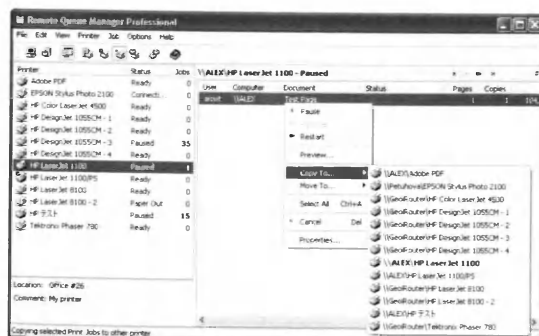 Remote Queue Manager Professional
File Edit View Printer Job Options Help
Printer Status Jobs
Adobe PDF Ready 0
EPSON Stylus Photo 2100 Connecti... 0
HP Color LaserJet 4500 Ready 0
HP DesignJet 1055CM - 1 Ready 0
HP DesignJet 1055CM - 2 Ready 0
HP DesignJet 1055CM - 3 Paused 35
HP DesignJet 1055CM - 4 Ready 0
HP LaserJet 1100 Paused 1
HP LaserJet 1100/PS Ready 0
HP LaserJet 8100 Ready 0
HP LaserJet 8100 - 2 Paper Out 0
HP テスト Paused 15
Tektronix Phaser 780 Ready 0
Location: Office #26
Comment: My printer
Copying selected Print Jobs to other printer
\\ALEX\HP LaserJet 1100 - Paused
User Computer Document Status Pages Copies
\\ALEX Test Page 1 1 104,
Pause
Restart
Preview...
Copy To...
Move To...
Select All Ctrl+A
Cancel Del
Properties...
\\ALEX\Adobe PDF
\\Petuhova\EPSON Stylus Photo 2100
\\GeoRouter\HP Color LaserJet 4500
\\GeoRouter\HP DesignJet 1055CM - 1
\\GeoRouter\HP DesignJet 1055CM - 2
\\GeoRouter\HP DesignJet 1055CM - 3
\\GeoRouter\HP DesignJet 1055CM - 4
\\ALEX\HP LaserJet 1100
\\ALEX\HP LaserJet 1100/PS
\\GeoRouter\HP LaserJet 8100
\\GeoRouter\HP LaserJet 8100 - 2
\\ALEX\HP テスト
\\GeoRouter\Tektronix Phaser 780